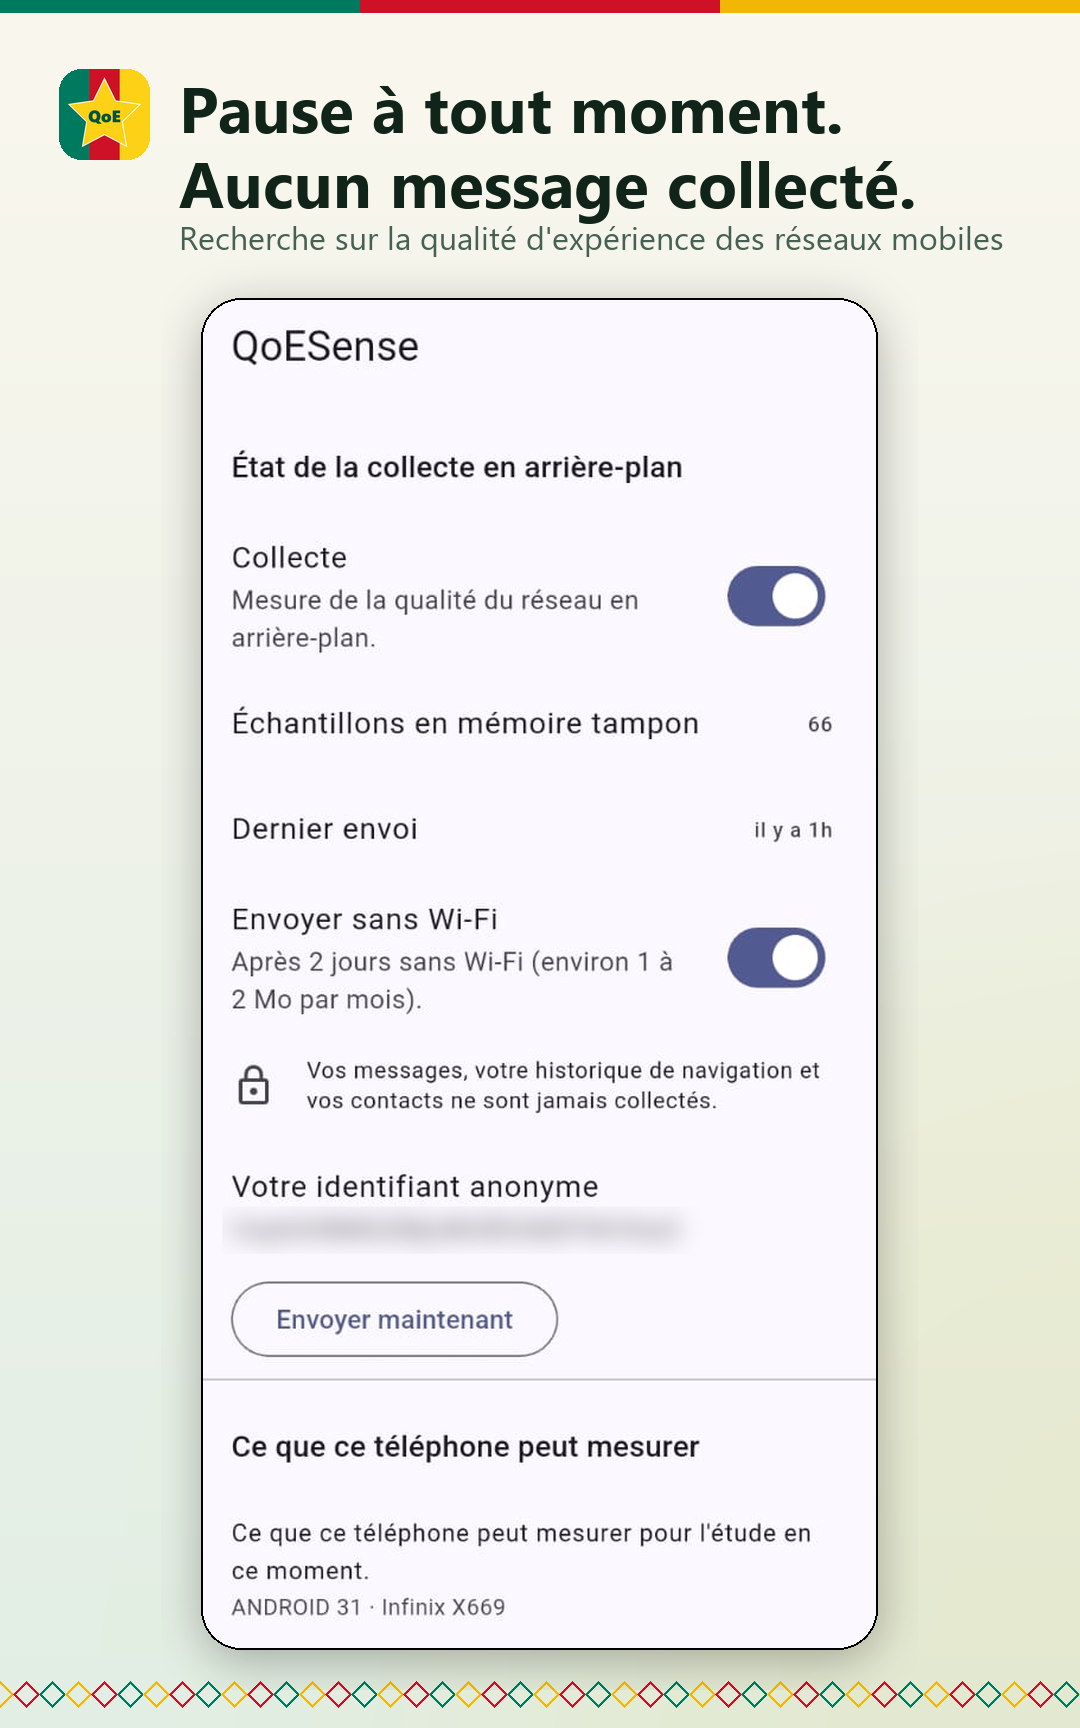 QoE
Pause à tout moment.
Aucun message collecté.
Recherche sur la qualité d'expérience des réseaux mobiles
QoESense
État de la collecte en arrière-plan
Collecte
Mesure de la qualité du réseau en
arrière-plan.
Échantillons en mémoire tampon 66
Dernier envoi il y a 1h
Envoyer sans Wi-Fi
Après 2 jours sans Wi-Fi (environ 1 à
2 Mo par mois).
Vos messages, votre historique de navigation et
vos contacts ne sont jamais collectés.
Votre identifiant anonyme
Envoyer maintenant
Ce que ce téléphone peut mesurer
Ce que ce téléphone peut mesurer pour l'étude en
ce moment.
ANDROID 31 · Infinix X669